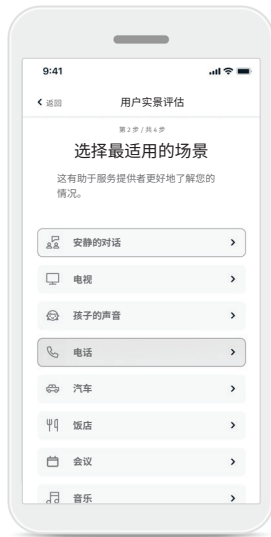 9:41
返回
用户实景评估
第2步/共4步
选择最适用的场景
这有助于服务提供者更好地了解您的
情况。
安静的对话
电视
孩子的声音
电话
汽车
饭店
会议
音乐